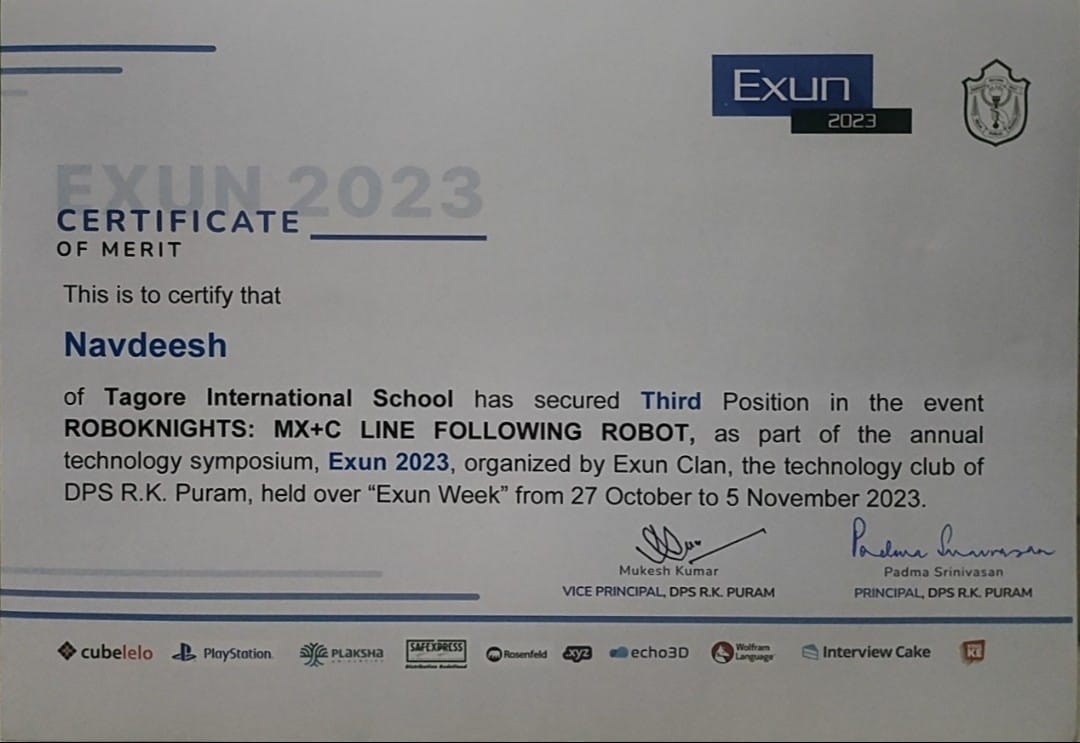 Exun
2023
EXUN 2023
CERTIFICATE
OF MERIT
This is to certify that
Navdeesh
of Tagore International School has secured Third Position in the event
ROBOKNIGHTS: MX+C LINE FOLLOWING ROBOT, as part of the annual
technology symposium, Exun 2023, organized by Exun Clan, the technology club of
DPS R.K. Puram, held over “Exun Week” from 27 October to 5 November 2023.
Padma Srinivasan
Mukesh Kumar
Padma Srinivasan
VICE PRINCIPAL, DPS R.K. PURAM
PRINCIPAL, DPS R.K. PURAM
cubelelo PlayStation PLAKSHA UNIVERSITY SAFEXPRESS Distribution Redefined Rosenfeld .xyz echo3D Wolfram Language Interview Cake